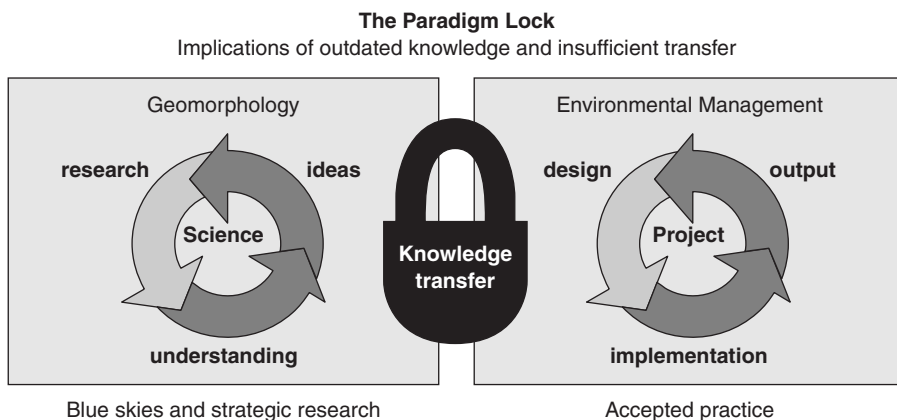 The Paradigm Lock
Implications of outdated knowledge and insufficient transfer
Geomorphology
research
ideas
Science
understanding
Knowledge
transfer
Environmental Management
design
output
Project
implementation
Blue skies and strategic research
Accepted practice